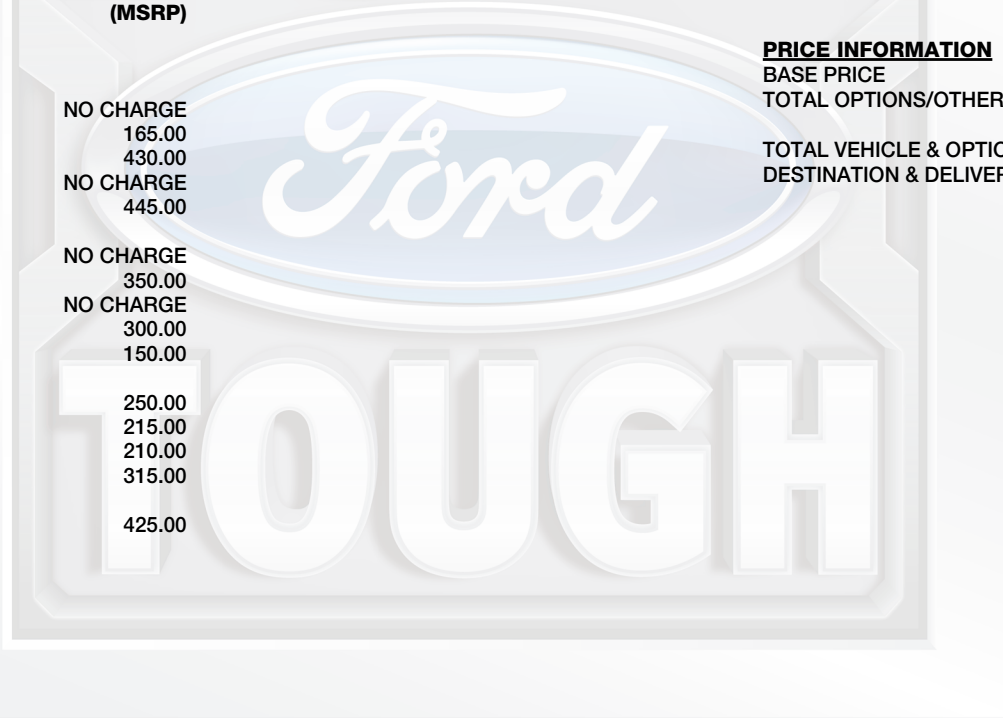 (MSRP)
NO CHARGE
165.00
430.00
NO CHARGE
445.00
NO CHARGE
350.00
NO CHARGE
300.00
150.00
250.00
215.00
210.00
315.00
425.00
PRICE INFORMATION
BASE PRICE
TOTAL OPTIONS/OTHER
TOTAL VEHICLE & OPTIO
DESTINATION & DELIVER
Ford
TOUGH